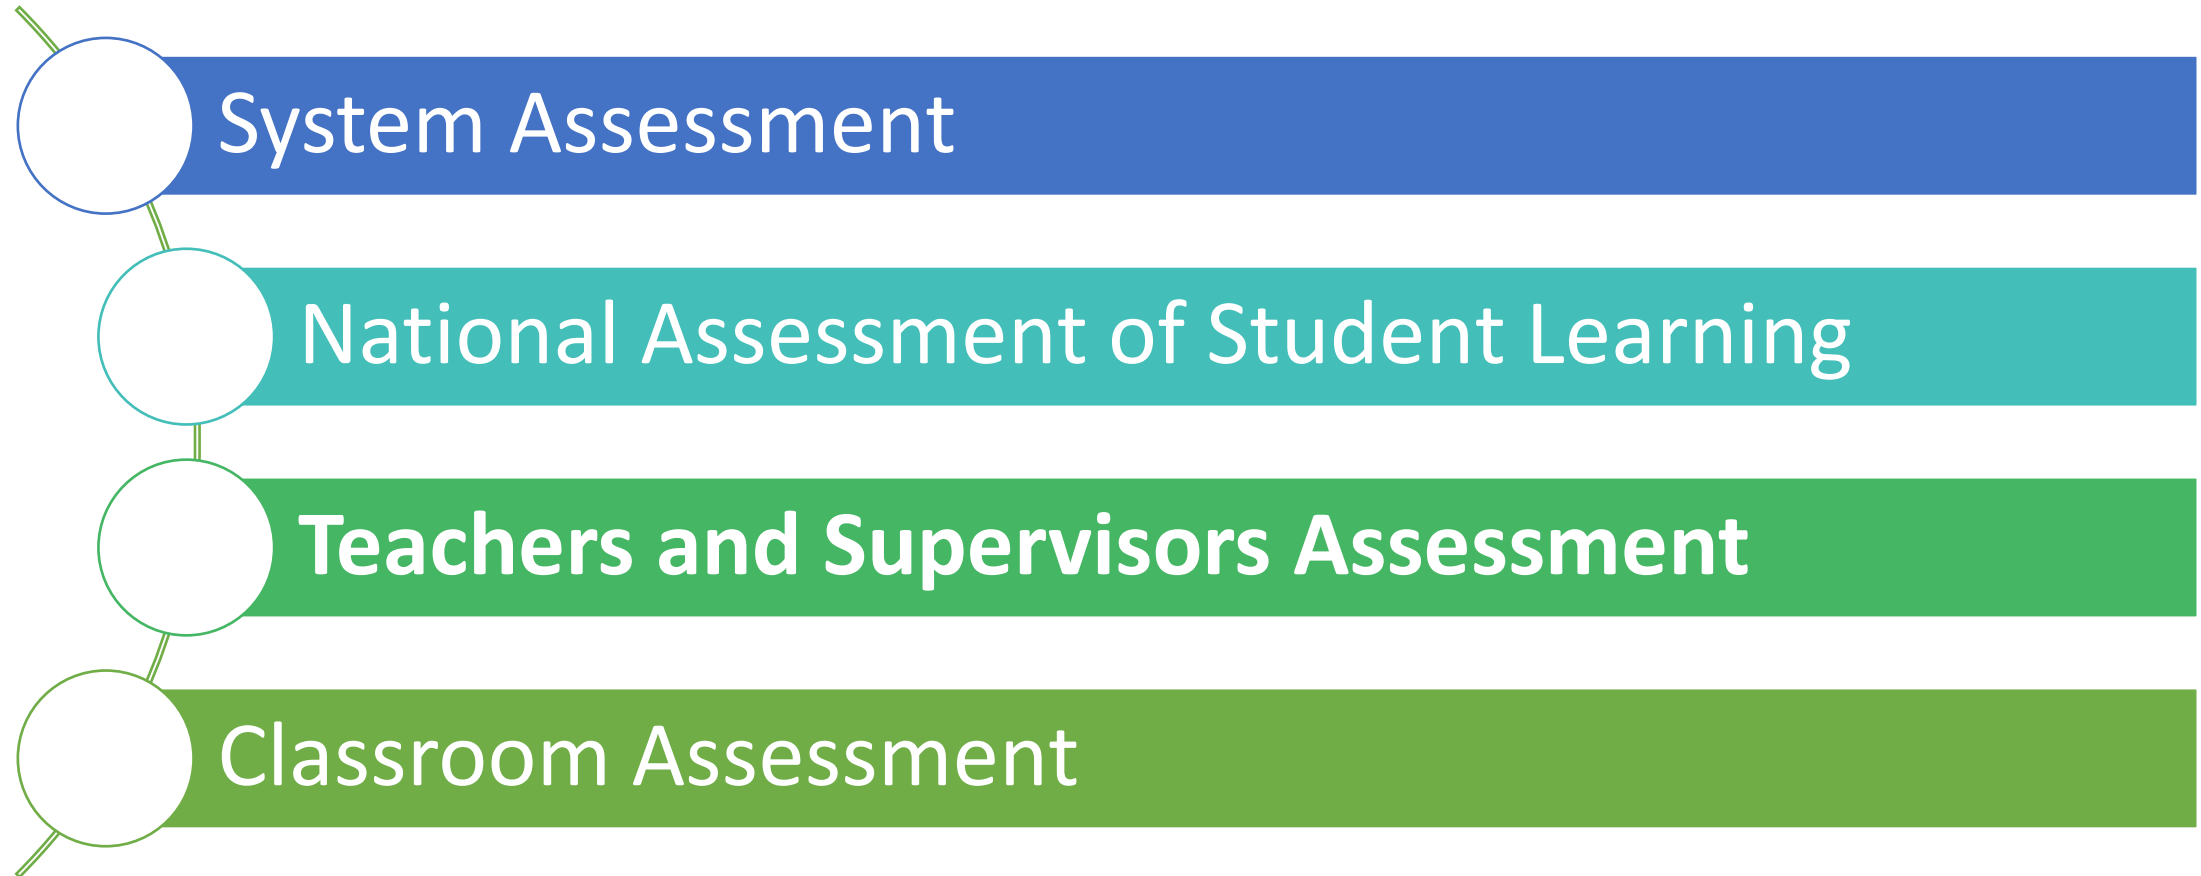 System Assessment
National Assessment of Student Learning
Teachers and Supervisors Assessment
Classroom Assessment